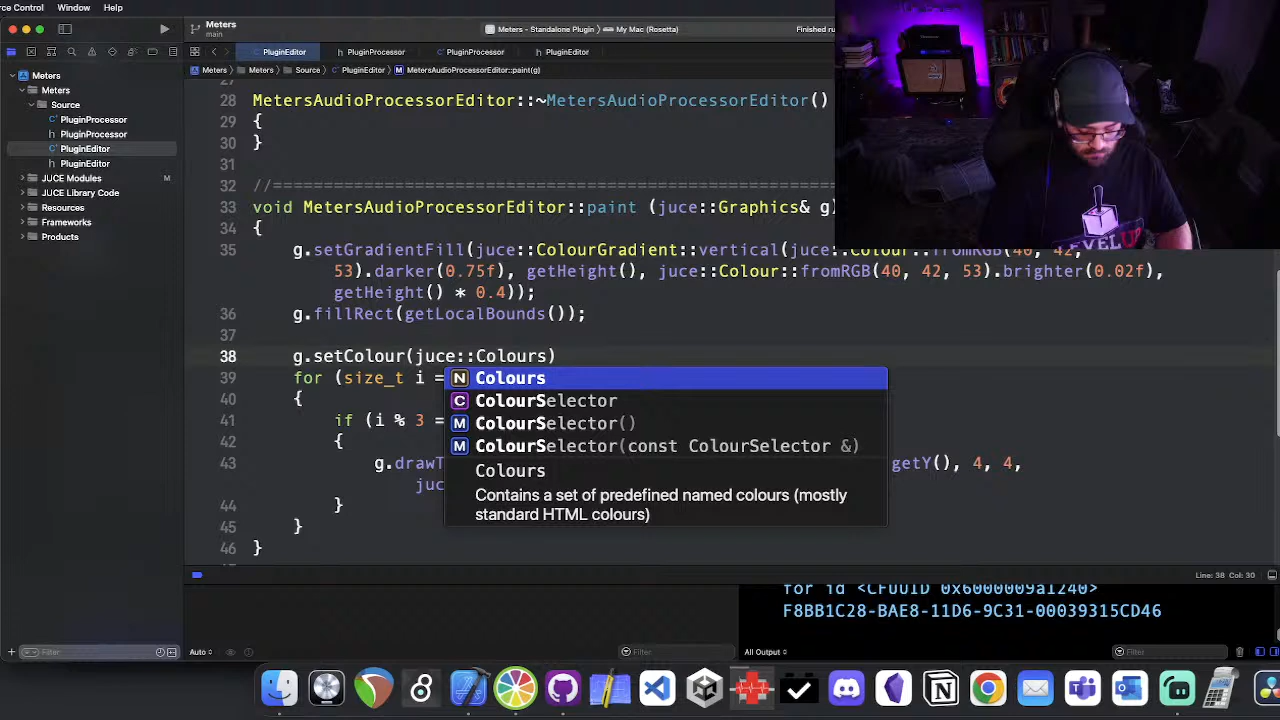 rce Control Window Help
Meters
main
Meters - Standalone Plugin) My Mac (Rosetta)
Finished ru
PluginEditor
PluginProcessor
PluginProcessor
PluginEditor
Meters
Meters
Source
PluginEditor
MetersAudioProcessorEditor::paint(g)
Meters
Meters
Source
PluginProcessor
PluginProcessor
PluginEditor
PluginEditor
JUCE Modules M
JUCE Library Code
Resources
Frameworks
Products
28 MetersAudioProcessorEditor::~MetersAudioProcessorEditor()
29 {
30 }
31
32 //==============================================================
33 void MetersAudioProcessorEditor::paint (juce::Graphics& g)
34 {
35 g.setGradientFill(juce::ColourGradient::vertical(juce::Colour::fromRGB(40, 42,
53).darker(0.75f), getHeight(), juce::Colour::fromRGB(40, 42, 53).brighter(0.02f),
getHeight() * 0.4));
36 g.fillRect(getLocalBounds());
37
38 g.setColour(juce::Colours)
39 for (size_t i =
40 {
41 if (i % 3 =
42 {
43 g.drawT
getY(), 4, 4,
juc
44 }
45 }
46 }
N Colours
C ColourSelector
M ColourSelector()
M ColourSelector(const ColourSelector &)
Colours
Contains a set of predefined named colours (mostly
standard HTML colours)
LEVEL UP
Line: 38 Col: 30
for id <CFUUID 0x6000009a1240>
F8BB1C28-BAE8-11D6-9C31-00039315CD46
Filter
Auto
Filter
All Output
Filter